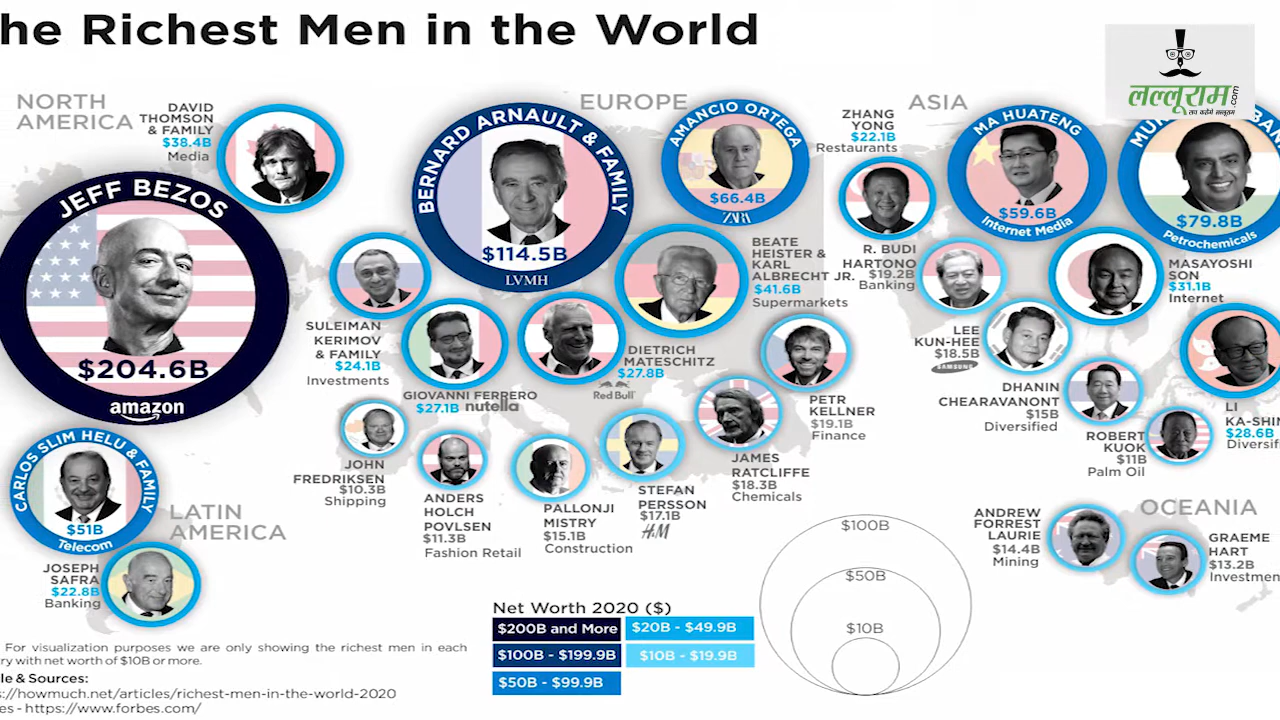 he Richest Men in the World
लल्लूराम.com
NORTH
AMERICA
DAVID
THOMSON
& FAMILY
$38.4B
Media
JEFF BEZOS
$204.6B
amazon
EUROPE
BERNARD ARNAULT & FAMILY
$114.5B
LVMH
AMANCIO ORTEGA
$66.4B
ZARA
SULEIMAN
KERIMOV
& FAMILY
$24.1B
Investments
GIOVANNI FERRERO
$27.1B nutella
DIETRICH
MATESCHITZ
$27.8B
Red Bull
BEATE
HEISTER &
KARL
ALBRECHT JR.
$41.6B
Supermarkets
PETR
KELLNER
$19.1B
Finance
JOHN
FREDRIKSEN
$10.3B
Shipping
ANDERS
HOLCH
POVLSEN
$11.3B
Fashion Retail
PALLONJI
MISTRY
$15.1B
Construction
STEFAN
PERSSON
$17.1B
H&M
JAMES
RATCLIFFE
$18.3B
Chemicals
ASIA
ZHANG
YONG
$22.1B
Restaurants
MA HUATENG
$59.6B
Internet Media
$79.8B
Petrochemicals
R. BUDI
HARTONO
$19.2B
Banking
MASAYOSHI
SON
$31.1B
Internet
LEE
KUN-HEE
$18.5B
SAMSUNG
DHANIN
CHEARAVANONT
$15B
Diversified
ROBERT
KUOK
$11B
Palm Oil
LI
KA-SHI
$28.6B
Diversif
LATIN
AMERICA
CARLOS SLIM HELU & FAMILY
$51B
Telecom
JOSEPH
SAFRA
$22.8B
Banking
OCEANIA
ANDREW
FORREST
LAURIE
$14.4B
Mining
GRAEME
HART
$13.2B
Investmen
$100B
$50B
$10B
Net Worth 2020 ($)
$200B and More
$20B - $49.9B
$100B - $199.9B
$10B - $19.9B
$50B - $99.9B
For visualization purposes we are only showing the richest men in each
ry with net worth of $10B or more.
le & Sources:
s://howmuch.net/articles/richest-men-in-the-world-2020
es - https://www.forbes.com/